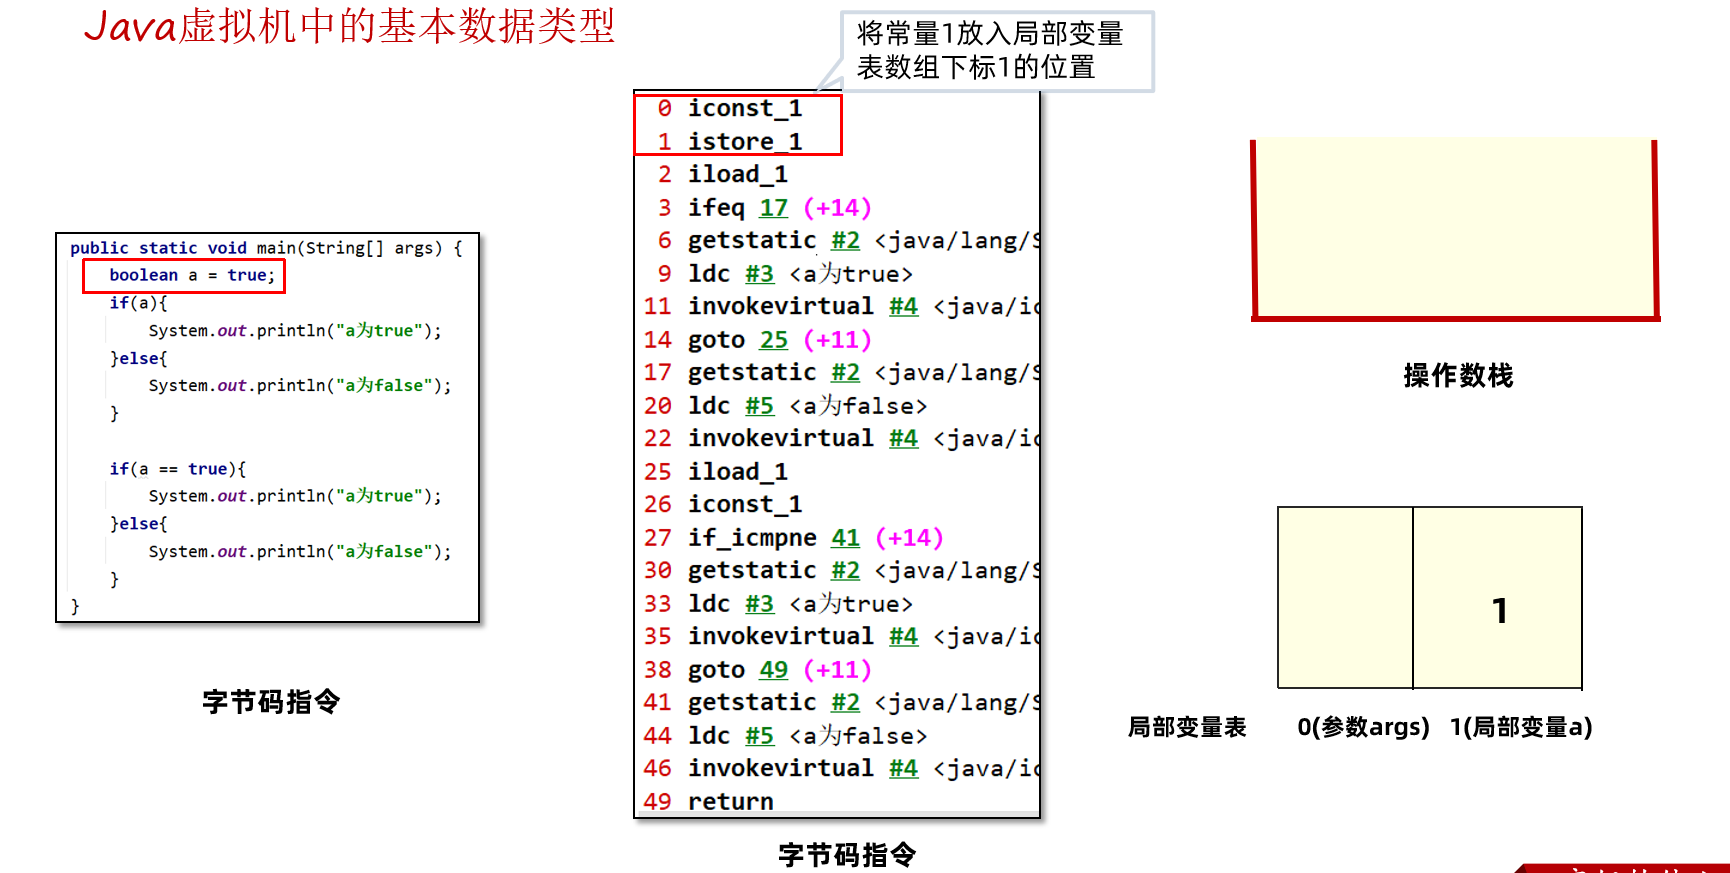 Java虚拟机中的基本数据类型
将常量1放入局部变量
表数组下标1的位置
public static void main(String[] args) {
boolean a = true;
if(a){
System.out.println("a为true");
}else{
System.out.println("a为false");
}
if(a == true){
System.out.println("a为true");
}else{
System.out.println("a为false");
}
}
字节码指令
0 iconst_1
1 istore_1
2 iload_1
3 ifeq 17 (+14)
6 getstatic #2 <java/lang/S
9 ldc #3 <a为true>
11 invokevirtual #4 <java/io
14 goto 25 (+11)
17 getstatic #2 <java/lang/S
20 ldc #5 <a为false>
22 invokevirtual #4 <java/io
25 iload_1
26 iconst_1
27 if_icmpne 41 (+14)
30 getstatic #2 <java/lang/S
33 ldc #3 <a为true>
35 invokevirtual #4 <java/io
38 goto 49 (+11)
41 getstatic #2 <java/lang/S
44 ldc #5 <a为false>
46 invokevirtual #4 <java/io
49 return
字节码指令
操作数栈
1
局部变量表 0(参数args) 1(局部变量a)